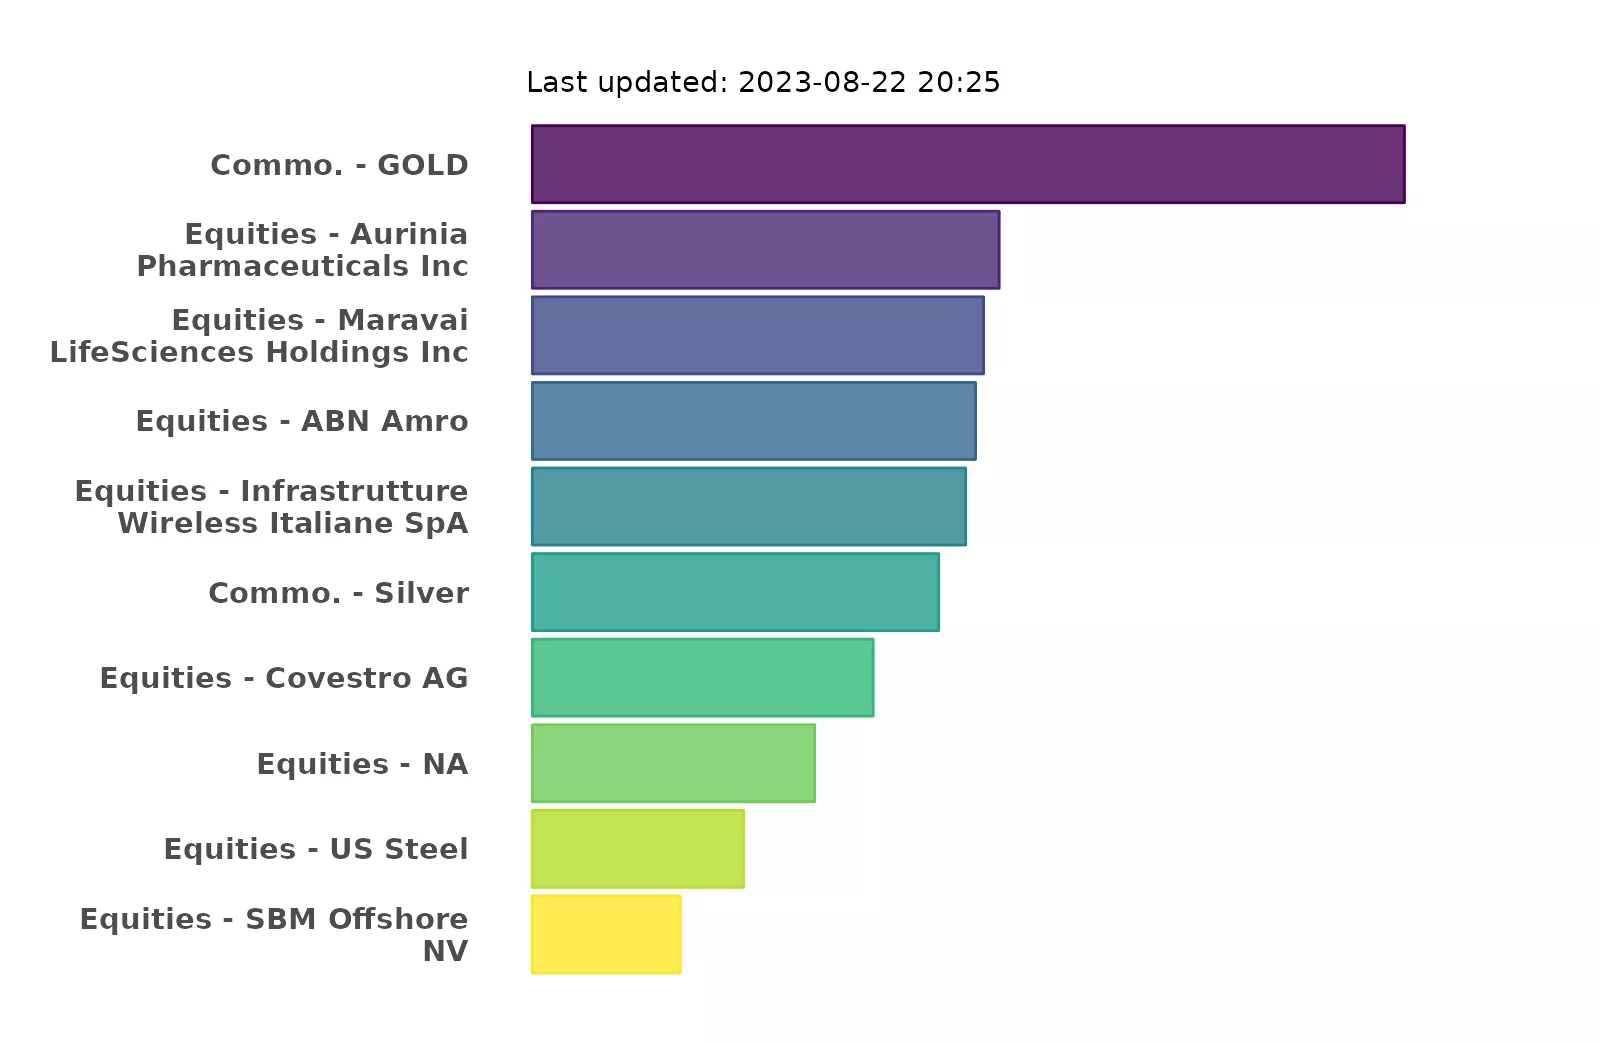 Last updated: 2023-08-22 20:25
Commo. - GOLD
Equities - Aurinia
Pharmaceuticals Inc
Equities - Maravai
LifeSciences Holdings Inc
Equities - ABN Amro
Equities - Infrastrutture
Wireless Italiane SpA
Commo. - Silver
Equities - Covestro AG
Equities - NA
Equities - US Steel
Equities - SBM Offshore
NV